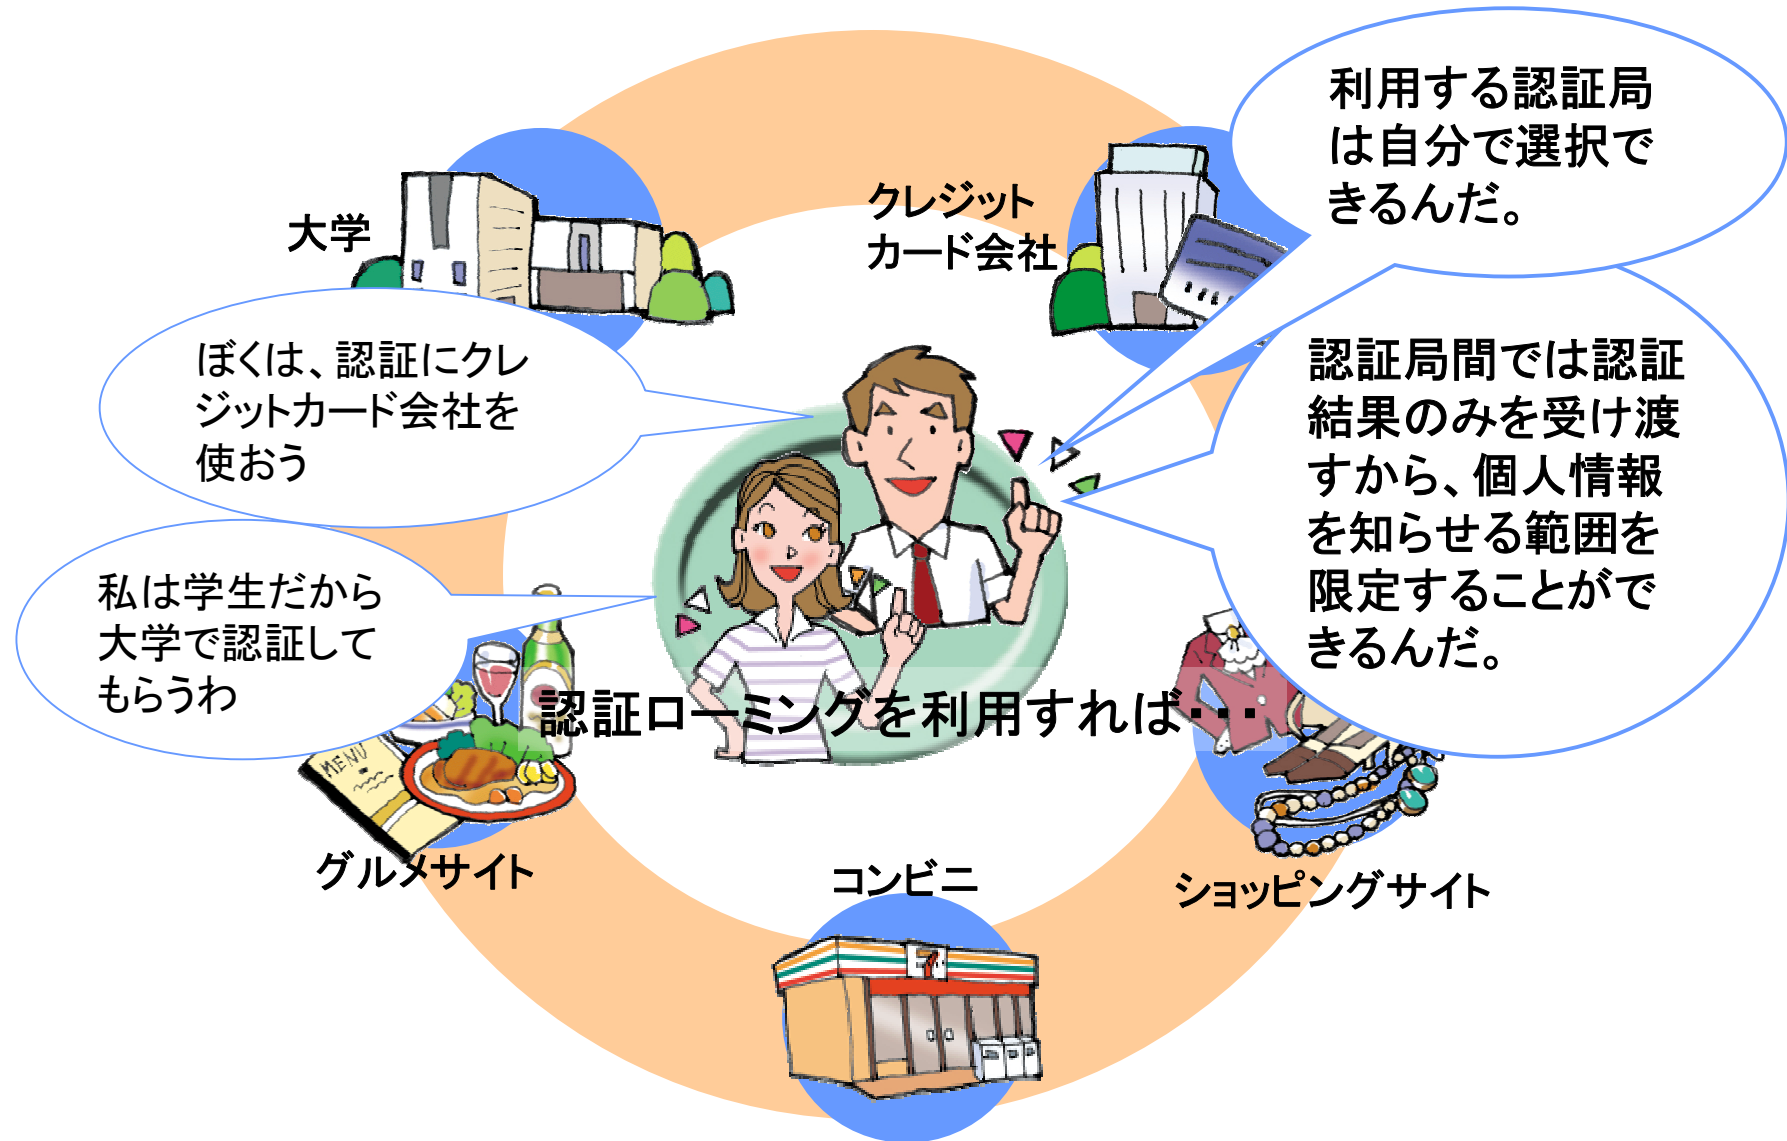 利用する認証局
は自分で選択で
きるんだ。
クレジット
カード会社
大学
ぼくは、認証にクレ
ジットカード会社を
使おう
認証局間では認証
結果のみを受け渡
すから、個人情報
を知らせる範囲を
限定することがで
きるんだ。
私は学生だから
大学で認証して
もらうわ
認証ローミングを利用すれば・・・
MENU
グルメサイト
コンビニ
ショッピングサイト
7